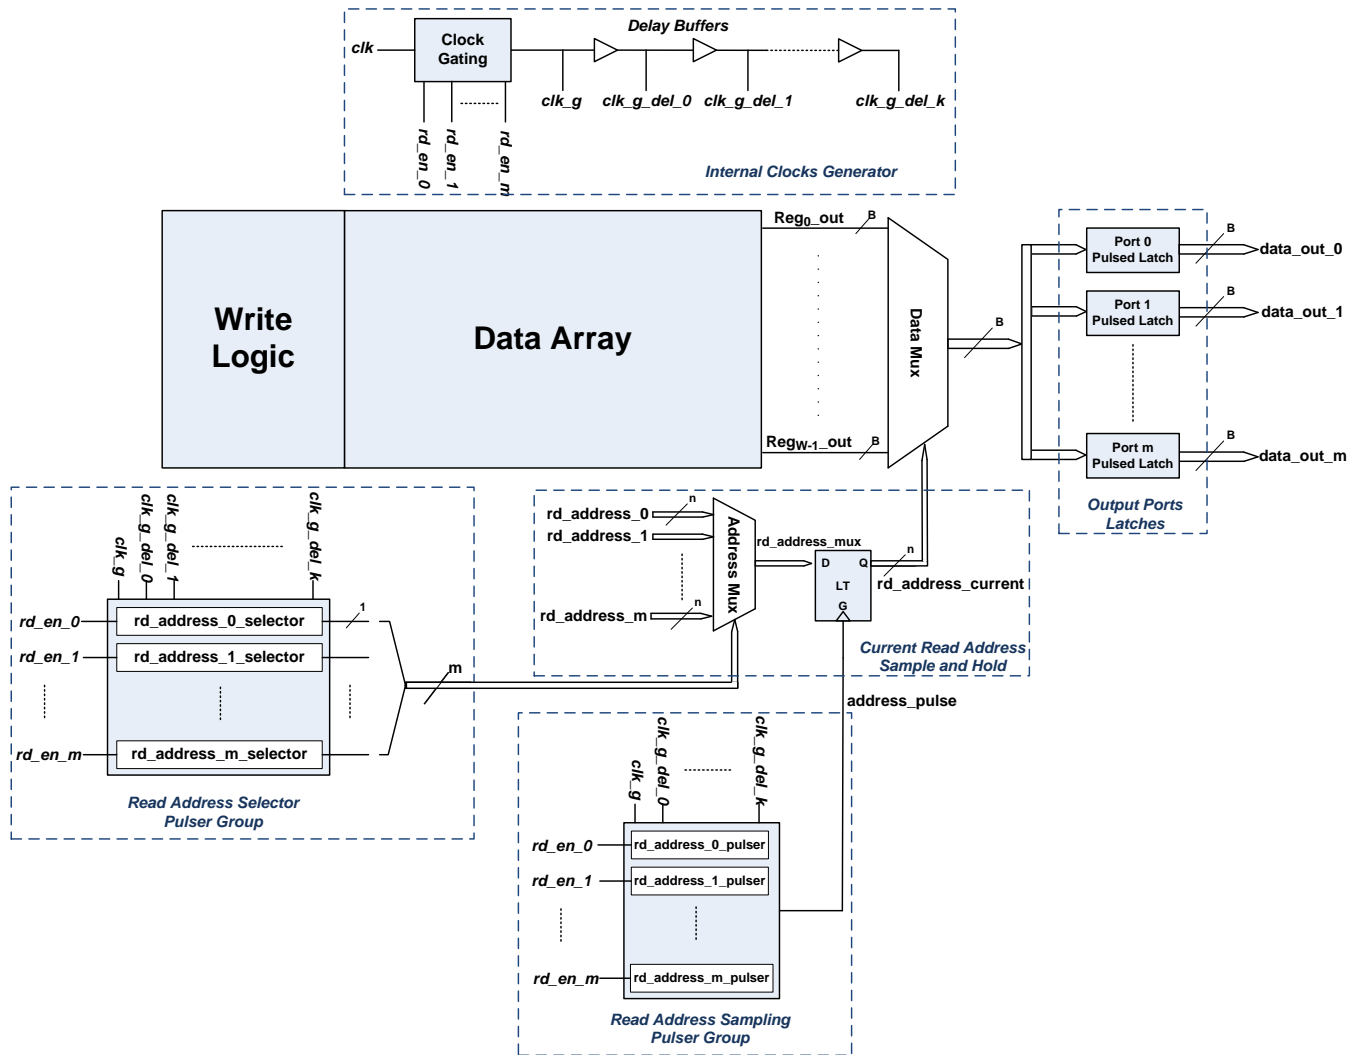 Delay Buffers
clk
Clock
Gating
clk_g
clk_g_del_0
clk_g_del_1
clk_g_del_k
rd_en_0
rd_en_1
rd_en_m
Internal Clocks Generator
Write
Logic
Data Array
Reg0_out
B
RegW-1_out
B
Data Mux
B
Port 0
Pulsed Latch
B
data_out_0
Port 1
Pulsed Latch
B
data_out_1
Port m
Pulsed Latch
B
data_out_m
Output Ports
Latches
clk_g
clk_g_del_0
clk_g_del_1
clk_g_del_k
rd_en_0
rd_address_0_selector
1
rd_en_1
rd_address_1_selector
rd_en_m
rd_address_m_selector
m
Read Address Selector
Pulser Group
rd_address_0
n
rd_address_1
rd_address_m
n
Address Mux
rd_address_mux
D
Q
LT
G
n
rd_address_current
Current Read Address
Sample and Hold
address_pulse
clk_g
clk_g_del_0
clk_g_del_k
rd_en_0
rd_address_0_pulser
rd_en_1
rd_address_1_pulser
rd_en_m
rd_address_m_pulser
Read Address Sampling
Pulser Group